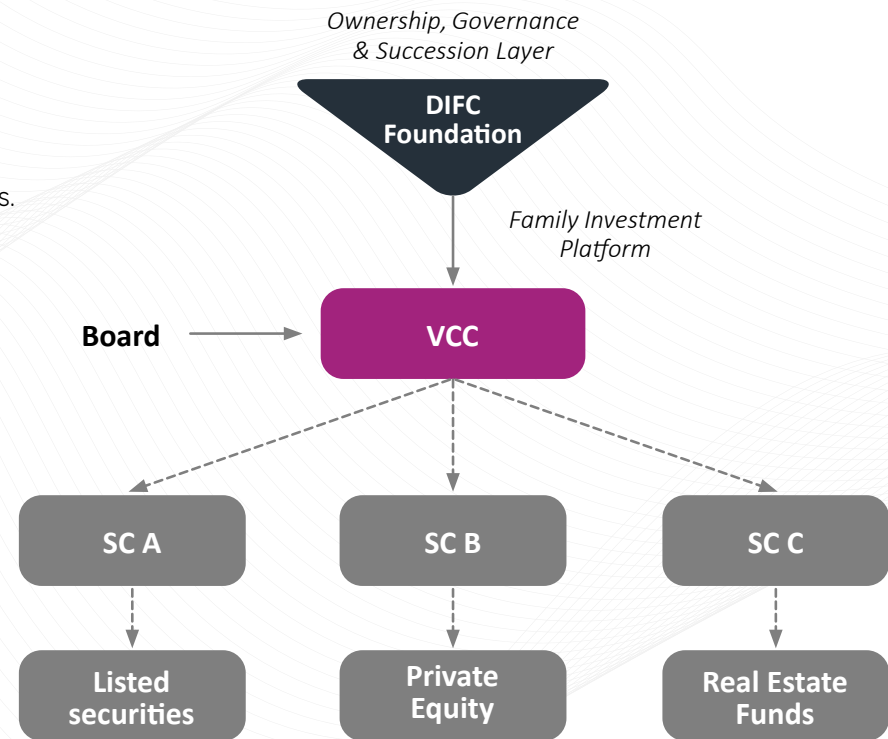 Ownership, Governance
& Succession Layer
DIFC
Foundation
s.
Family Investment
Platform
Board
VCC
SC A
SC B
SC C
Listed
securities
Private
Equity
Real Estate
Funds